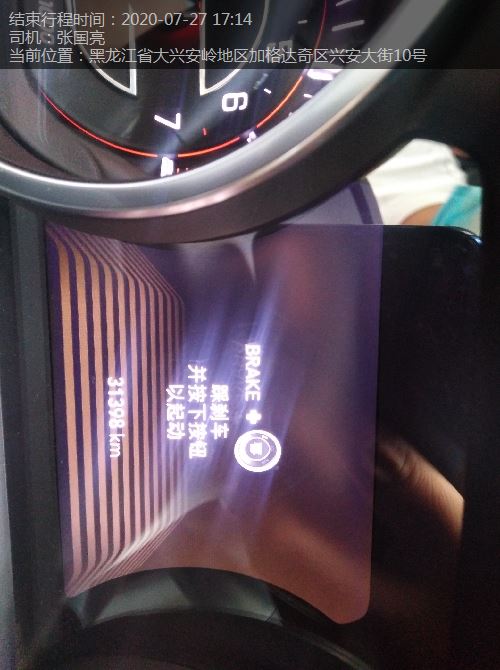 结束行程时间：2020-07-27 17:14
司机：张国亮
当前位置：黑龙江省大兴安岭地区加格达奇区兴安大街10号
6
7
BRAKE +
踩刹车
并按下按钮
以起动
31398 km